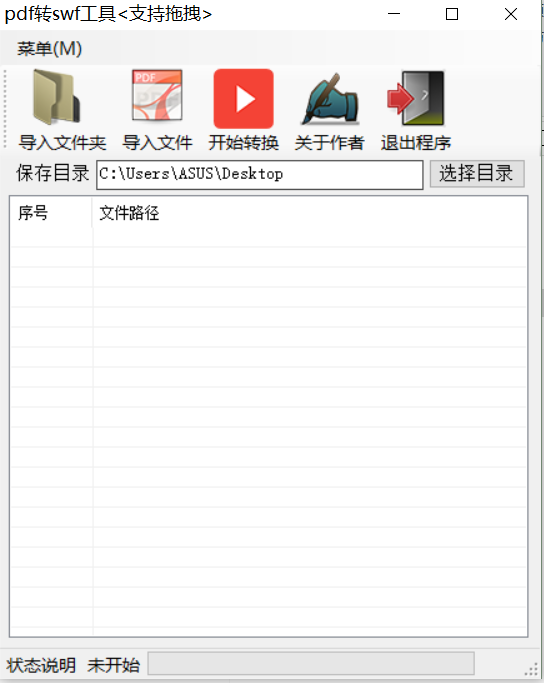 pdf转swf工具<支持拖拽>
菜单(M)
PDF
导入文件夹 导入文件 开始转换 关于作者 退出程序
保存目录 C:\Users\ASUS\Desktop 选择目录
序号 文件路径
状态说明 未开始